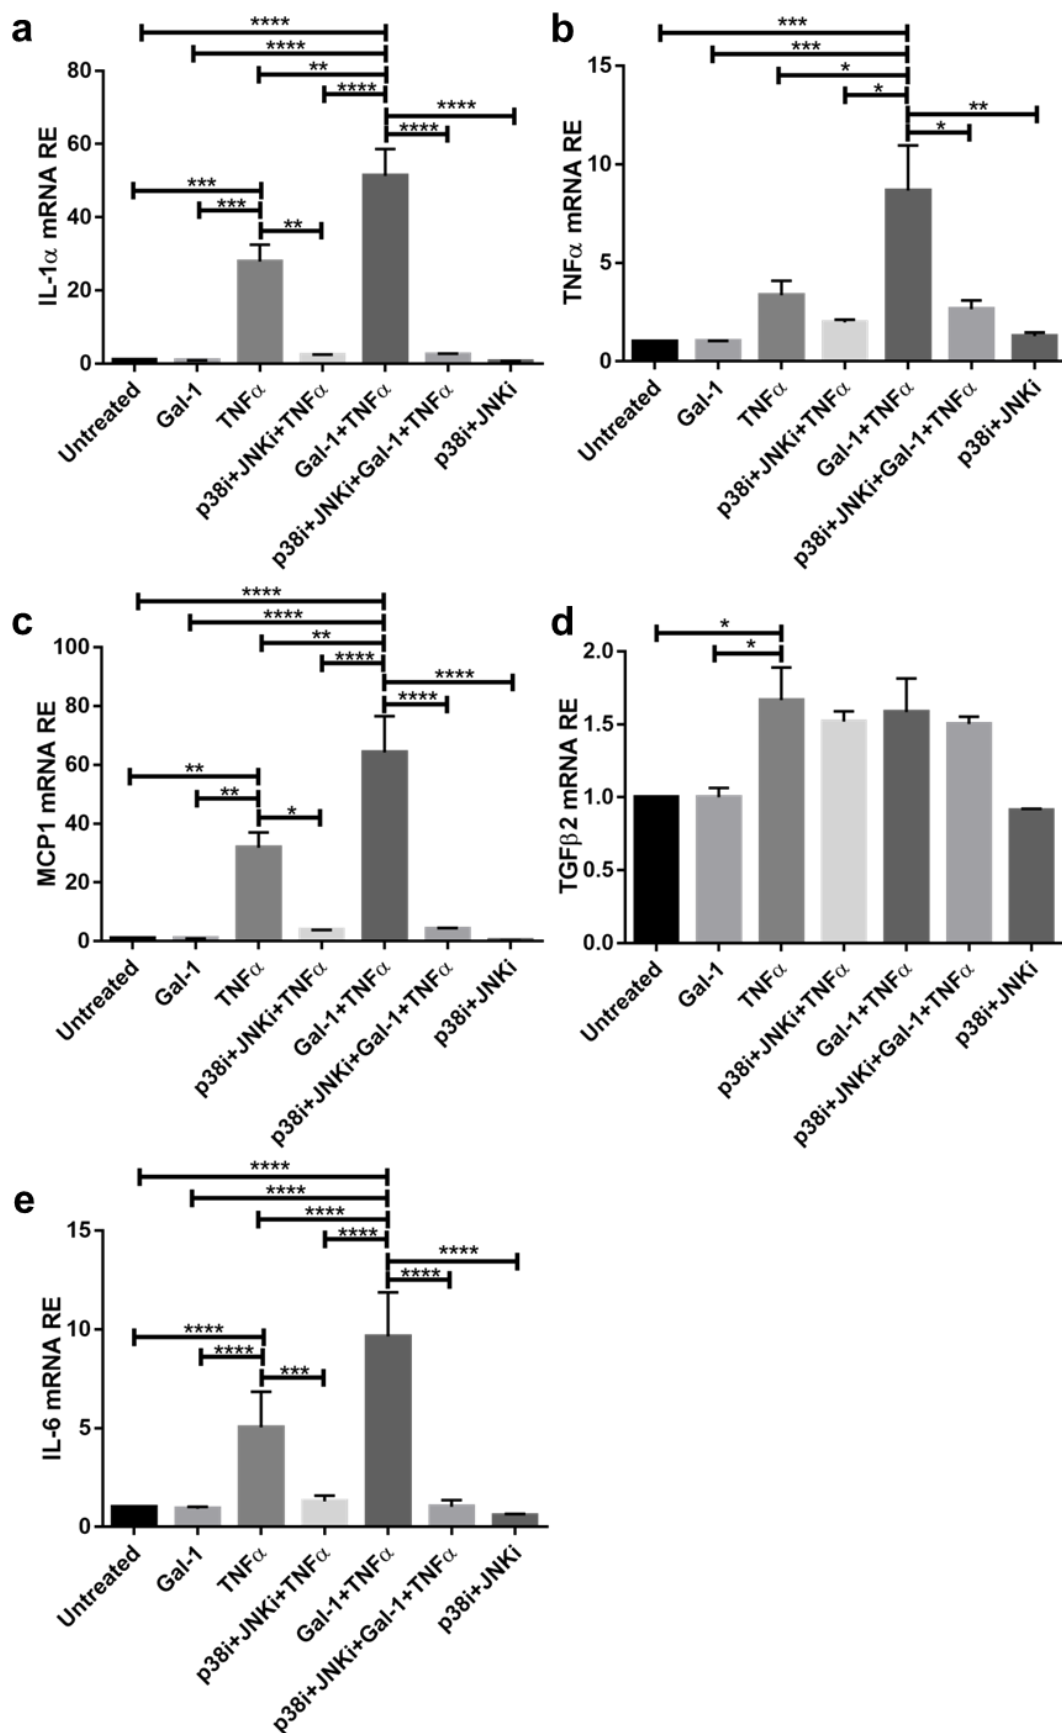 a
****
****
**
****
****
****
***
***
**
80
60
40
20
0
IL-1α mRNA RE
Untreated
Gal-1
TNFα
p38i+JNKi+TNFα
Gal-1+TNFα
p38i+JNKi+Gal-1+TNFα
p38i+JNKi
b
***
***
*
*
**
*
15
10
5
0
TNFα mRNA RE
Untreated
Gal-1
TNFα
p38i+JNKi+TNFα
Gal-1+TNFα
p38i+JNKi+Gal-1+TNFα
p38i+JNKi
c
****
****
**
****
****
****
**
**
*
100
80
60
40
20
0
MCP1 mRNA RE
Untreated
Gal-1
TNFα
p38i+JNKi+TNFα
Gal-1+TNFα
p38i+JNKi+Gal-1+TNFα
p38i+JNKi
d
*
*
2.0
1.5
1.0
0.5
0.0
TGFβ2 mRNA RE
Untreated
Gal-1
TNFα
p38i+JNKi+TNFα
Gal-1+TNFα
p38i+JNKi+Gal-1+TNFα
p38i+JNKi
e
****
****
****
****
****
****
****
****
***
15
10
5
0
IL-6 mRNA RE
Untreated
Gal-1
TNFα
p38i+JNKi+TNFα
Gal-1+TNFα
p38i+JNKi+Gal-1+TNFα
p38i+JNKi